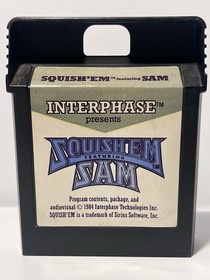 SQUISH'EM featuring SAM
INTERPHASE™
presents
SQUISH'EM
FEATURING
SAM
Program contents, package, and
audiovisual © 1984 Interphase Technologies Inc.
SQUISH'EM is a trademark of Sirius Software, Inc.